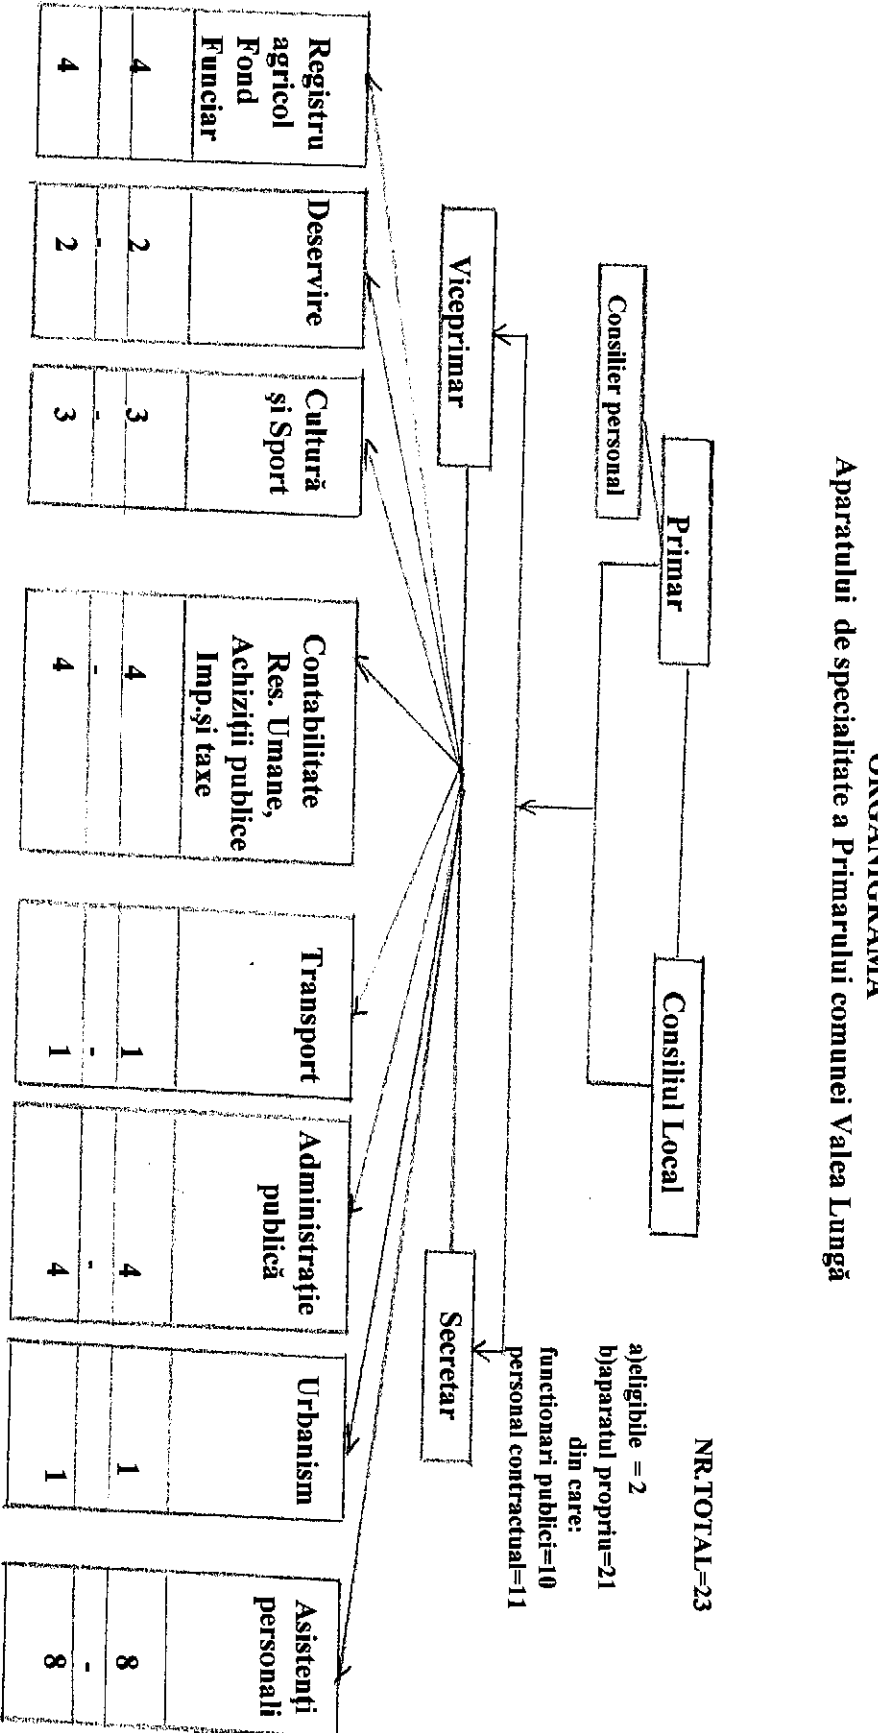 ORGANIGRAMA
Aparatului de specialitate a Primarului comunei Valea Lungă
NR.TOTAL=23
a)eligibile = 2
b)aparatul propriu=21
din care:
functionari publici=10
personal contractual=11
Primar
Consiliul Local
Consilier personal
Viceprimar
Secretar
Registru
agricol
Fond
Funciar
4
4
Deservire
2
-
2
Cultură
şi Sport
3
-
3
Contabilitate
Res. Umane,
Achiziţii publice
Imp.şi taxe
4
-
4
Transport
1
-
1
Administraţie
publică
4
-
4
Urbanism
1
1
Asistenţi
personali
8
-
8